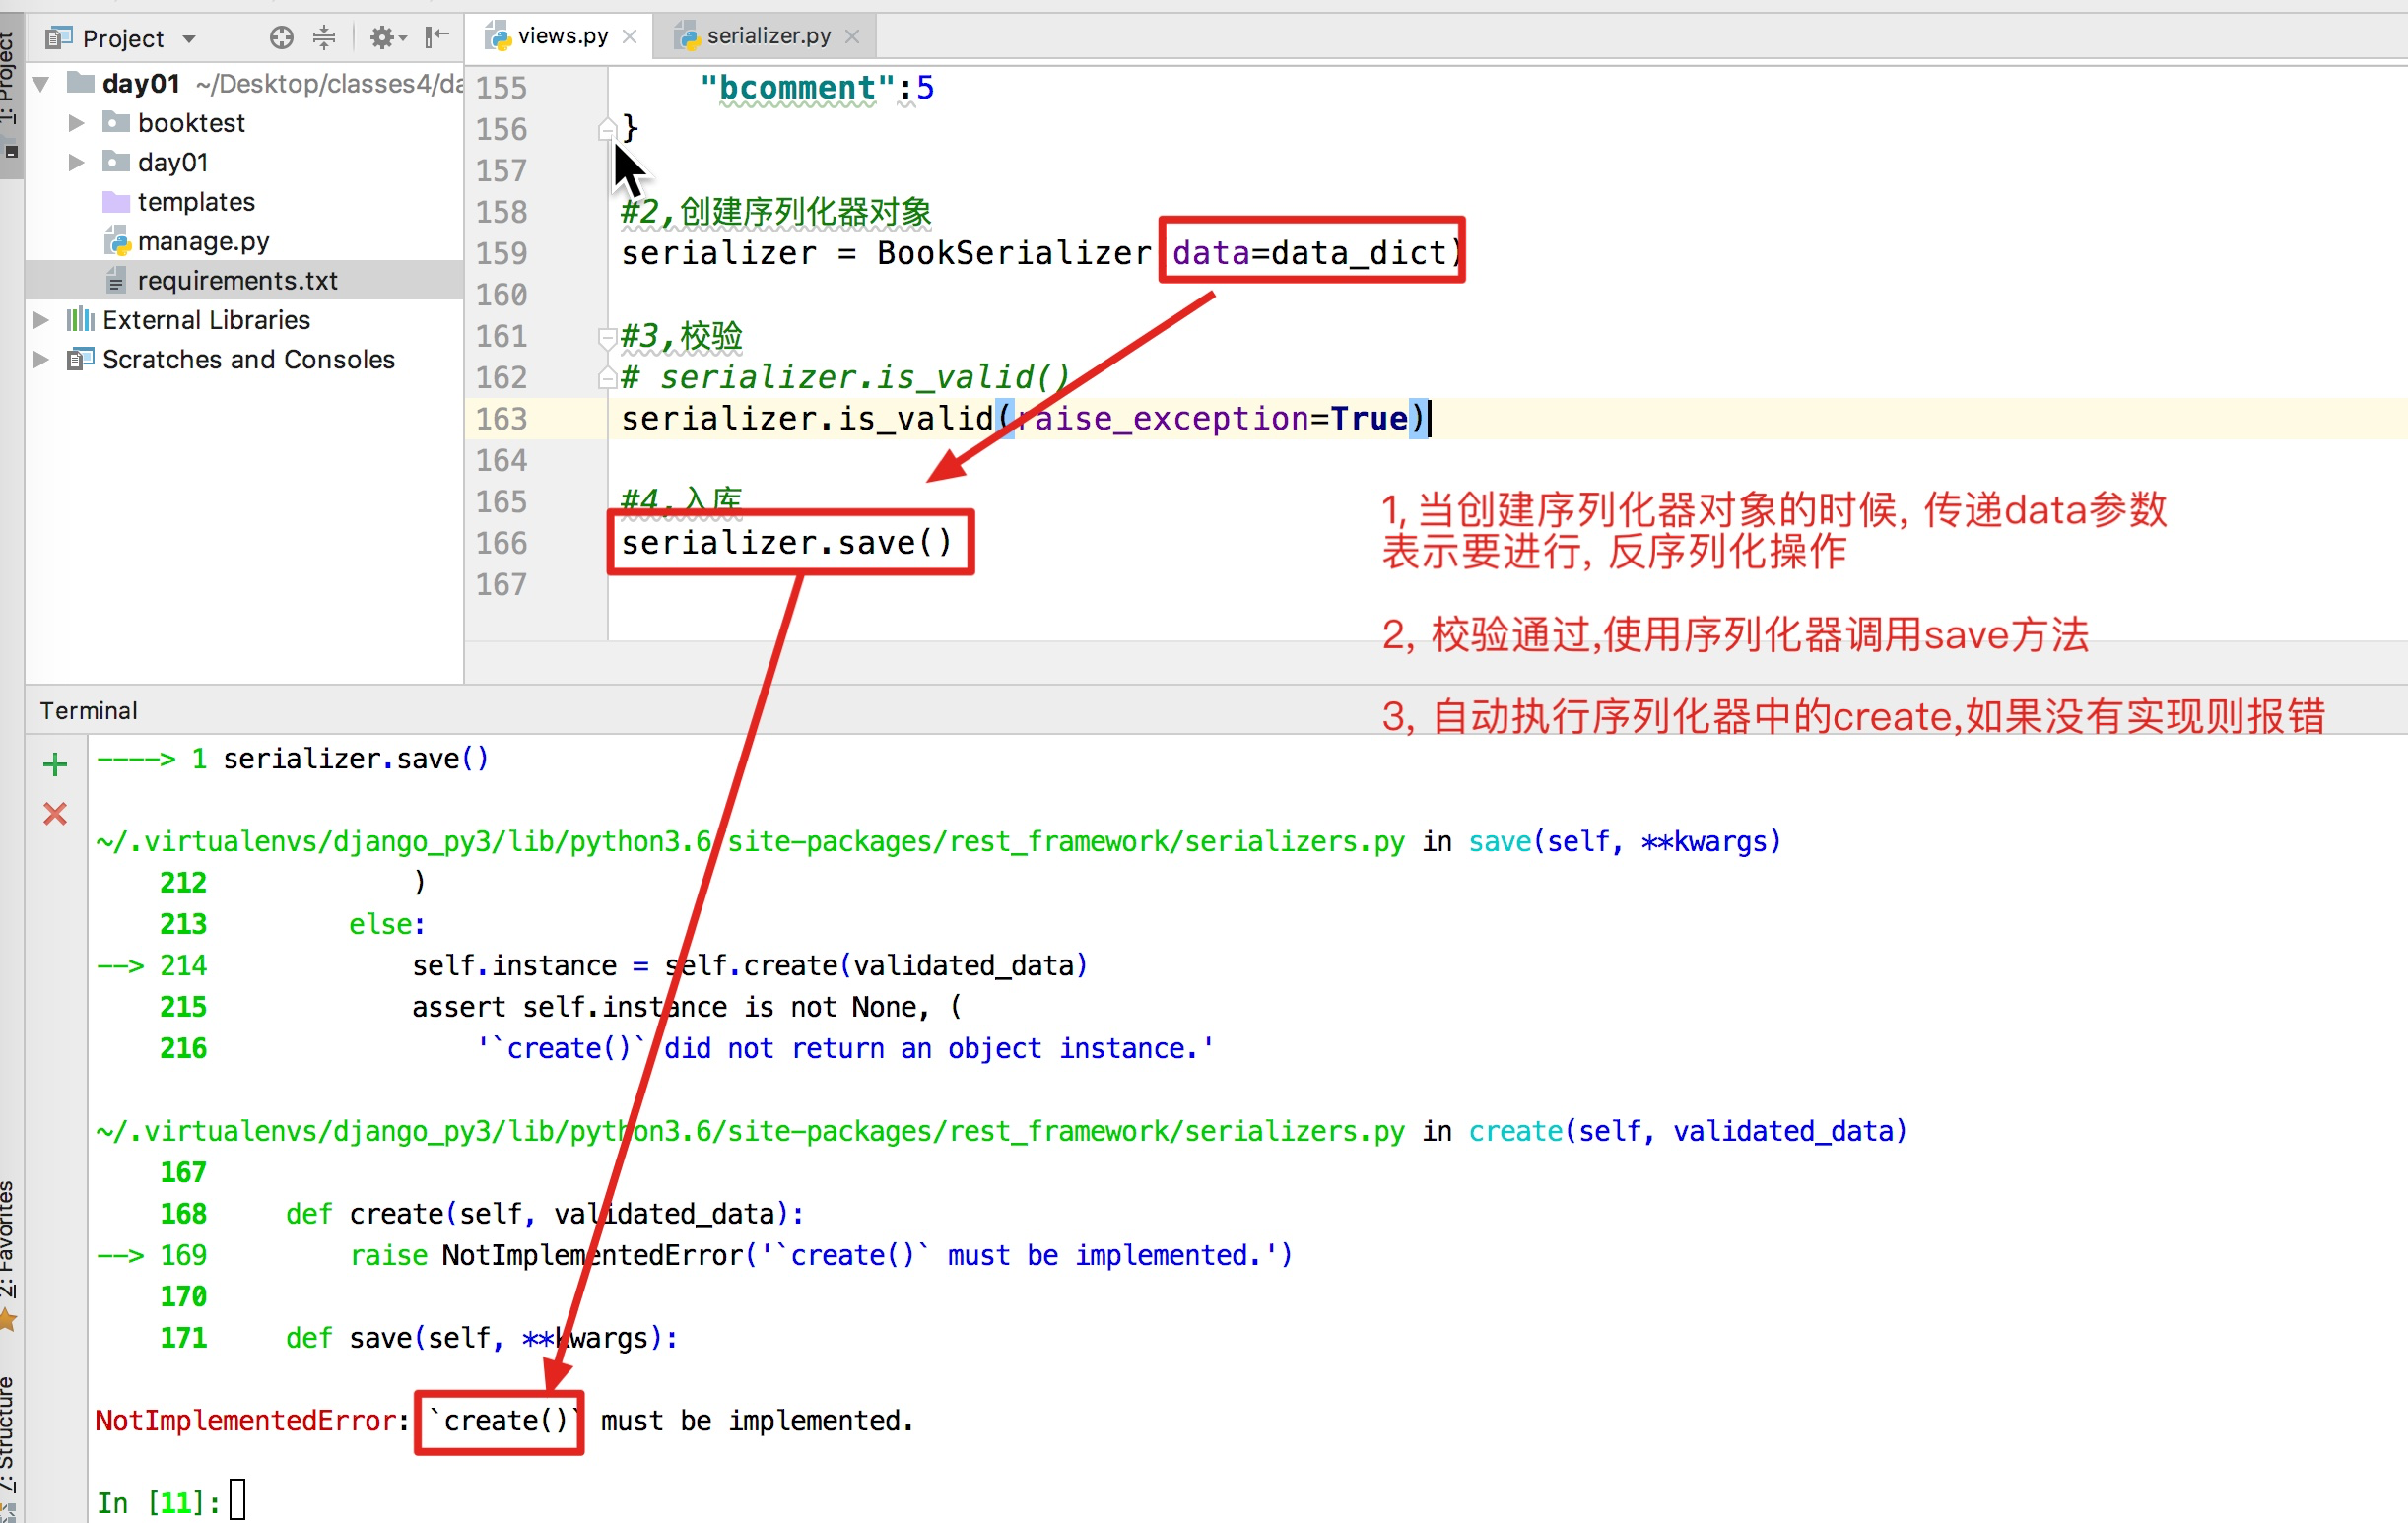 Project
views.py
serializer.py
1: Project
day01 ~/Desktop/classes4/da
booktest
day01
templates
manage.py
requirements.txt
External Libraries
Scratches and Consoles
155 "bcomment":5
156 }
157
158 #2,创建序列化器对象
159 serializer = BookSerializer data=data_dict)
160
161 #3,校验
162 # serializer.is_valid()
163 serializer.is_valid(raise_exception=True)
164
165 #4,入库
166 serializer.save()
167
1, 当创建序列化器对象的时候, 传递data参数
表示要进行, 反序列化操作
2, 校验通过,使用序列化器调用save方法
3, 自动执行序列化器中的create,如果没有实现则报错
Terminal
----> 1 serializer.save()
~/.virtualenvs/django_py3/lib/python3.6/site-packages/rest_framework/serializers.py in save(self, **kwargs)
212 )
213 else:
--> 214 self.instance = self.create(validated_data)
215 assert self.instance is not None, (
216 '`create()` did not return an object instance.'
~/.virtualenvs/django_py3/lib/python3.6/site-packages/rest_framework/serializers.py in create(self, validated_data)
167
168 def create(self, validated_data):
--> 169 raise NotImplementedError('`create()` must be implemented.')
170
171 def save(self, **kwargs):
NotImplementedError: `create()` must be implemented.
In [11]:
2: Favorites
7: Structure